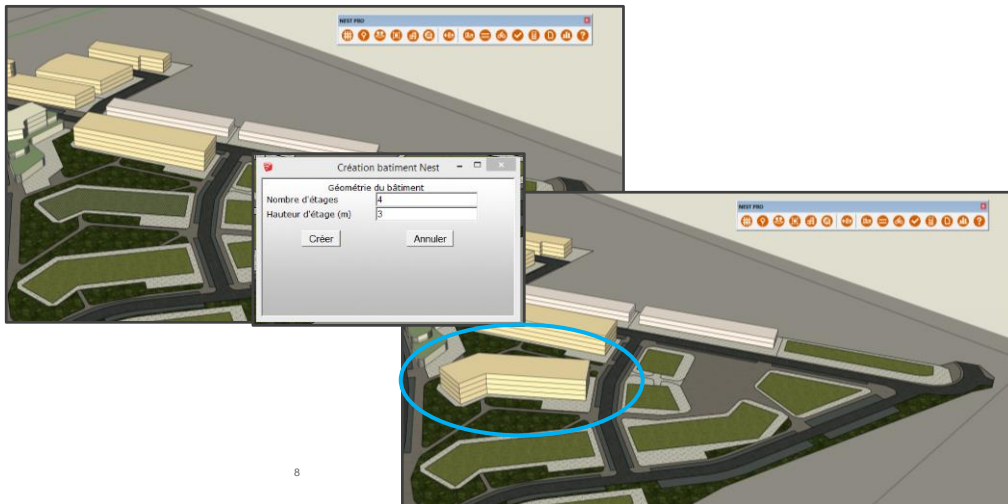 NEST PRO
Création batiment Nest
Géométrie du bâtiment
Nombre d'étages 4
Hauteur d'étage (m) 3
Créer Annuler
NEST PRO
8